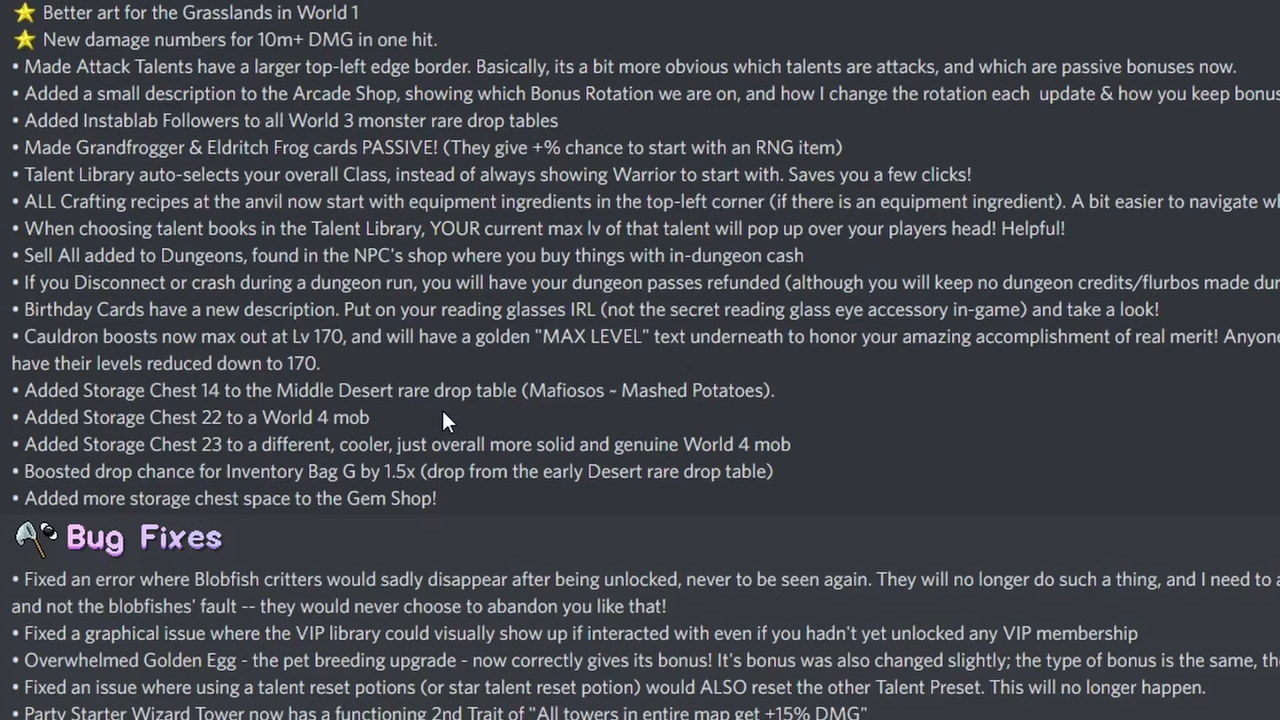 Better art for the Grasslands in World 1
New damage numbers for 10m+ DMG in one hit.
• Made Attack Talents have a larger top-left edge border. Basically, its a bit more obvious which talents are attacks, and which are passive bonuses now.
• Added a small description to the Arcade Shop, showing which Bonus Rotation we are on, and how I change the rotation each update & how you keep bonus
• Added Instablab Followers to all World 3 monster rare drop tables
• Made Grandfrogger & Eldritch Frog cards PASSIVE! (They give +% chance to start with an RNG item)
• Talent Library auto-selects your overall Class, instead of always showing Warrior to start with. Saves you a few clicks!
• ALL Crafting recipes at the anvil now start with equipment ingredients in the top-left corner (if there is an equipment ingredient). A bit easier to navigate
• When choosing talent books in the Talent Library, YOUR current max lv of that talent will pop up over your players head! Helpful!
• Sell All added to Dungeons, found in the NPC's shop where you buy things with in-dungeon cash
• If you Disconnect or crash during a dungeon run, you will have your dungeon passes refunded (although you will keep no dungeon credits/flurbos made
• Birthday Cards have a new description. Put on your reading glasses IRL (not the secret reading glass eye accessory in-game) and take a look!
• Cauldron boosts now max out at Lv 170, and will have a golden "MAX LEVEL" text underneath to honor your amazing accomplishment of real merit! Anyone
have their levels reduced down to 170.
• Added Storage Chest 14 to the Middle Desert rare drop table (Mafiosos ~ Mashed Potatoes).
• Added Storage Chest 22 to a World 4 mob
• Added Storage Chest 23 to a different, cooler, just overall more solid and genuine World 4 mob
• Boosted drop chance for Inventory Bag G by 1.5x (drop from the early Desert rare drop table)
• Added more storage chest space to the Gem Shop!
Bug Fixes
• Fixed an error where Blobfish critters would sadly disappear after being unlocked, never to be seen again. They will no longer do such a thing, and I need to
and not the blobfishes' fault -- they would never choose to abandon you like that!
• Fixed a graphical issue where the VIP library could visually show up if interacted with even if you hadn't yet unlocked any VIP membership
• Overwhelmed Golden Egg - the pet breeding upgrade - now correctly gives its bonus! It's bonus was also changed slightly; the type of bonus is the same,
• Fixed an issue where using a talent reset potions (or star talent reset potion) would ALSO reset the other Talent Preset. This will no longer happen.
• Party Starter Wizard Tower now has a functioning 2nd Trait of "All towers in entire map get +15% DMG"